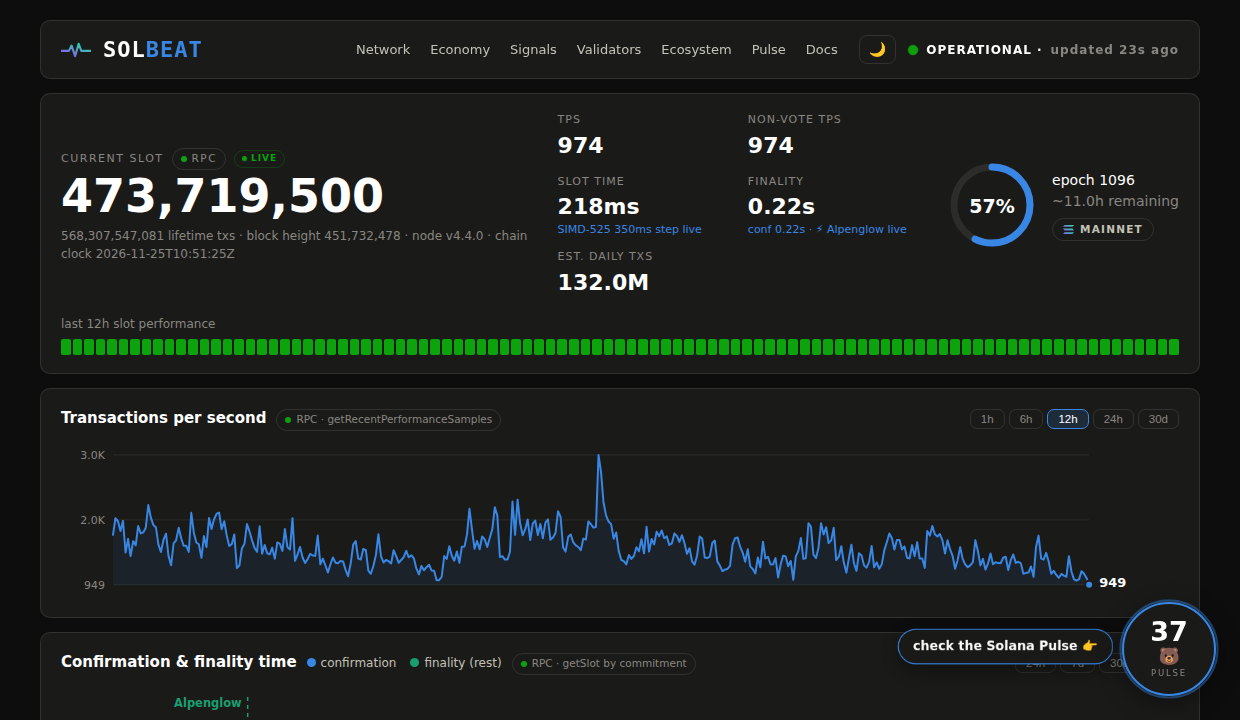 SOLBEAT
Network Economy Signals Validators Ecosystem Pulse Docs
OPERATIONAL · updated 23s ago
CURRENT SLOT RPC LIVE
473,719,500
568,307,547,081 lifetime txs · block height 451,732,478 · node v4.4.0 · chain
clock 2026-11-25T10:51:25Z
TPS
974
NON-VOTE TPS
974
SLOT TIME
218ms
SIMD-525 350ms step live
FINALITY
0.22s
conf 0.22s · ⚡ Alpenglow live
EST. DAILY TXS
132.0M
57%
epoch 1096
~11.0h remaining
MAINNET
last 12h slot performance
Transactions per second RPC · getRecentPerformanceSamples
1h 6h 12h 24h 30d
3.0K
2.0K
949
949
Confirmation & finality time confirmation finality (rest) RPC · getSlot by commitment
24h 7d
check the Solana Pulse 👉
37
PULSE
Alpenglow